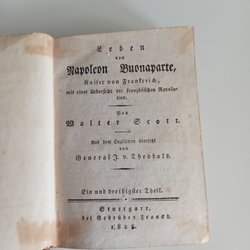 Leben
von
Napoleon Buonaparte,
Kaiser von Frankreich,
mit einer Uebersicht der französischen Revolu-
tion.
Von
Walter Scott.
Aus dem Englischen übersetzt
von
General J. v. Theobald.
Ein und dreißigster Theil.
Stuttgart,
bei Gebrüder Franckh.
1828.